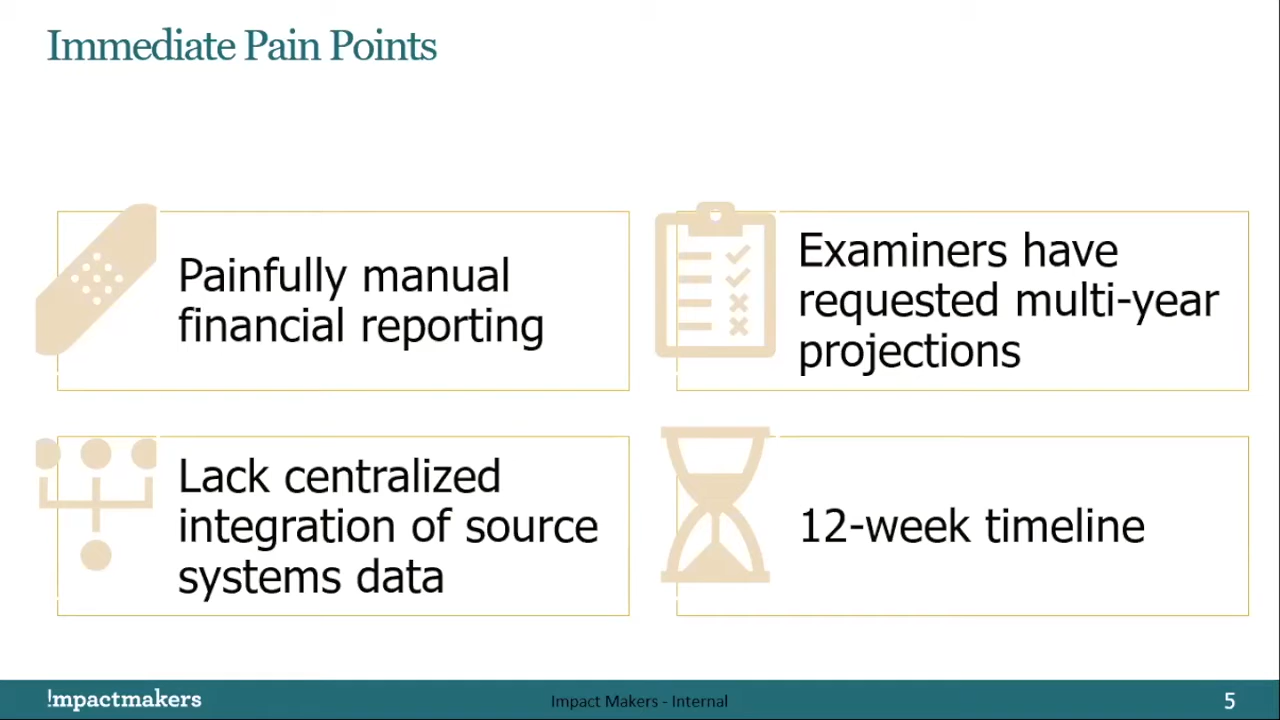 Immediate Pain Points
Painfully manual
financial reporting
Examiners have
requested multi-year
projections
Lack centralized
integration of source
systems data
12-week timeline
!mpactmakers
Impact Makers - Internal
5